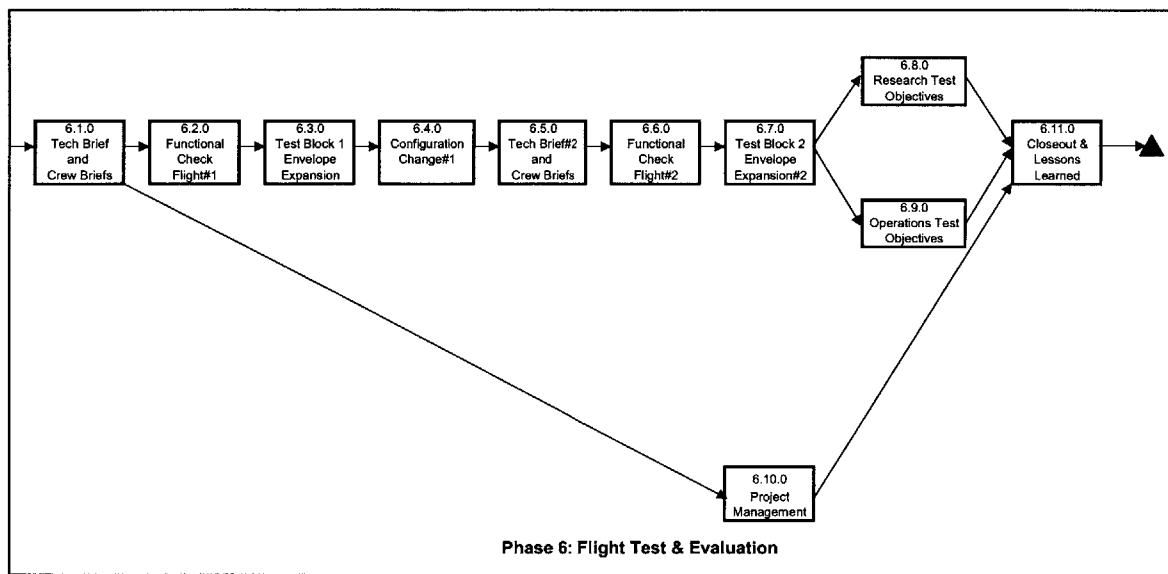 6.1.0
Tech Brief
and
Crew Briefs
6.2.0
Functional
Check
Flight#1
6.3.0
Test Block 1
Envelope
Expansion
6.4.0
Configuration
Change#1
6.5.0
Tech Brief#2
and
Crew Briefs
6.6.0
Functional
Check
Flight#2
6.7.0
Test Block 2
Envelope
Expansion#2
6.8.0
Research Test
Objectives
6.9.0
Operations Test
Objectives
6.11.0
Closeout &
Lessons
Learned
6.10.0
Project
Management
Phase 6: Flight Test & Evaluation